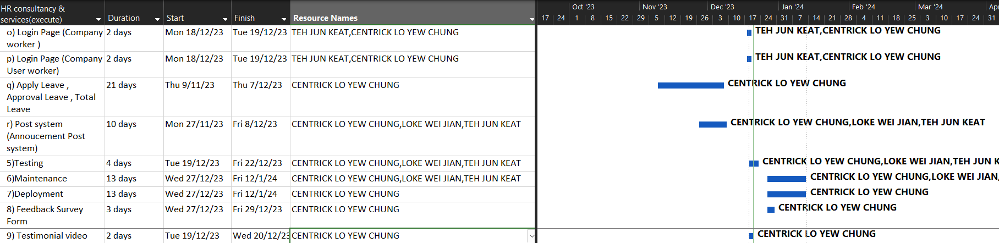 HR consultancy &
services(execute) Duration Start Finish Resource Names
Oct '23 Nov '23 Dec '23 Jan '24 Feb '24 Mar '24 Apr
17 24 1 8 15 22 29 5 12 19 26 3 10 17 24 31 7 14 21 28 4 11 18 25 3 10 17 24 31
o) Login Page (Company 2 days Mon 18/12/23 Tue 19/12/23 TEH JUN KEAT,CENTRICK LO YEW CHUNG TEH JUN KEAT,CENTRICK LO YEW CHUNG
worker )
p) Login Page (Company 2 days Mon 18/12/23 Tue 19/12/23 TEH JUN KEAT,CENTRICK LO YEW CHUNG TEH JUN KEAT,CENTRICK LO YEW CHUNG
User worker)
q) Apply Leave , 21 days Thu 9/11/23 Thu 7/12/23 CENTRICK LO YEW CHUNG CENTRICK LO YEW CHUNG
Approval Leave , Total
Leave
r) Post system 10 days Mon 27/11/23 Fri 8/12/23 CENTRICK LO YEW CHUNG,LOKE WEI JIAN,TEH JUN KEAT CENTRICK LO YEW CHUNG,LOKE WEI JIAN,TEH JUN KEAT
(Annoucement Post
system)
5)Testing 4 days Tue 19/12/23 Fri 22/12/23 CENTRICK LO YEW CHUNG,LOKE WEI JIAN,TEH JUN KEAT CENTRICK LO YEW CHUNG,LOKE WEI JIAN,TEH JUN K
6)Maintenance 13 days Wed 27/12/23 Fri 12/1/24 CENTRICK LO YEW CHUNG,LOKE WEI JIAN,TEH JUN KEAT CENTRICK LO YEW CHUNG,LOKE WEI JIAN,
7)Deployment 13 days Wed 27/12/23 Fri 12/1/24 CENTRICK LO YEW CHUNG CENTRICK LO YEW CHUNG
8) Feedback Survey 3 days Wed 27/12/23 Fri 29/12/23 CENTRICK LO YEW CHUNG CENTRICK LO YEW CHUNG
Form
9) Testimonial video 2 days Tue 19/12/23 Wed 20/12/23 CENTRICK LO YEW CHUNG CENTRICK LO YEW CHUNG